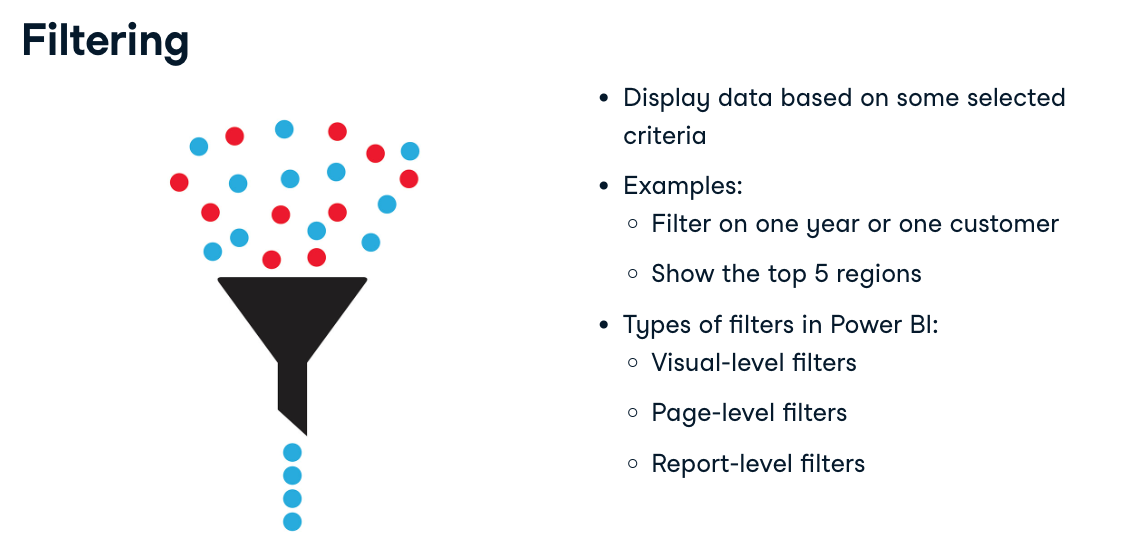 Filtering
• Display data based on some selected
criteria
• Examples:
◦ Filter on one year or one customer
◦ Show the top 5 regions
• Types of filters in Power BI:
◦ Visual-level filters
◦ Page-level filters
◦ Report-level filters